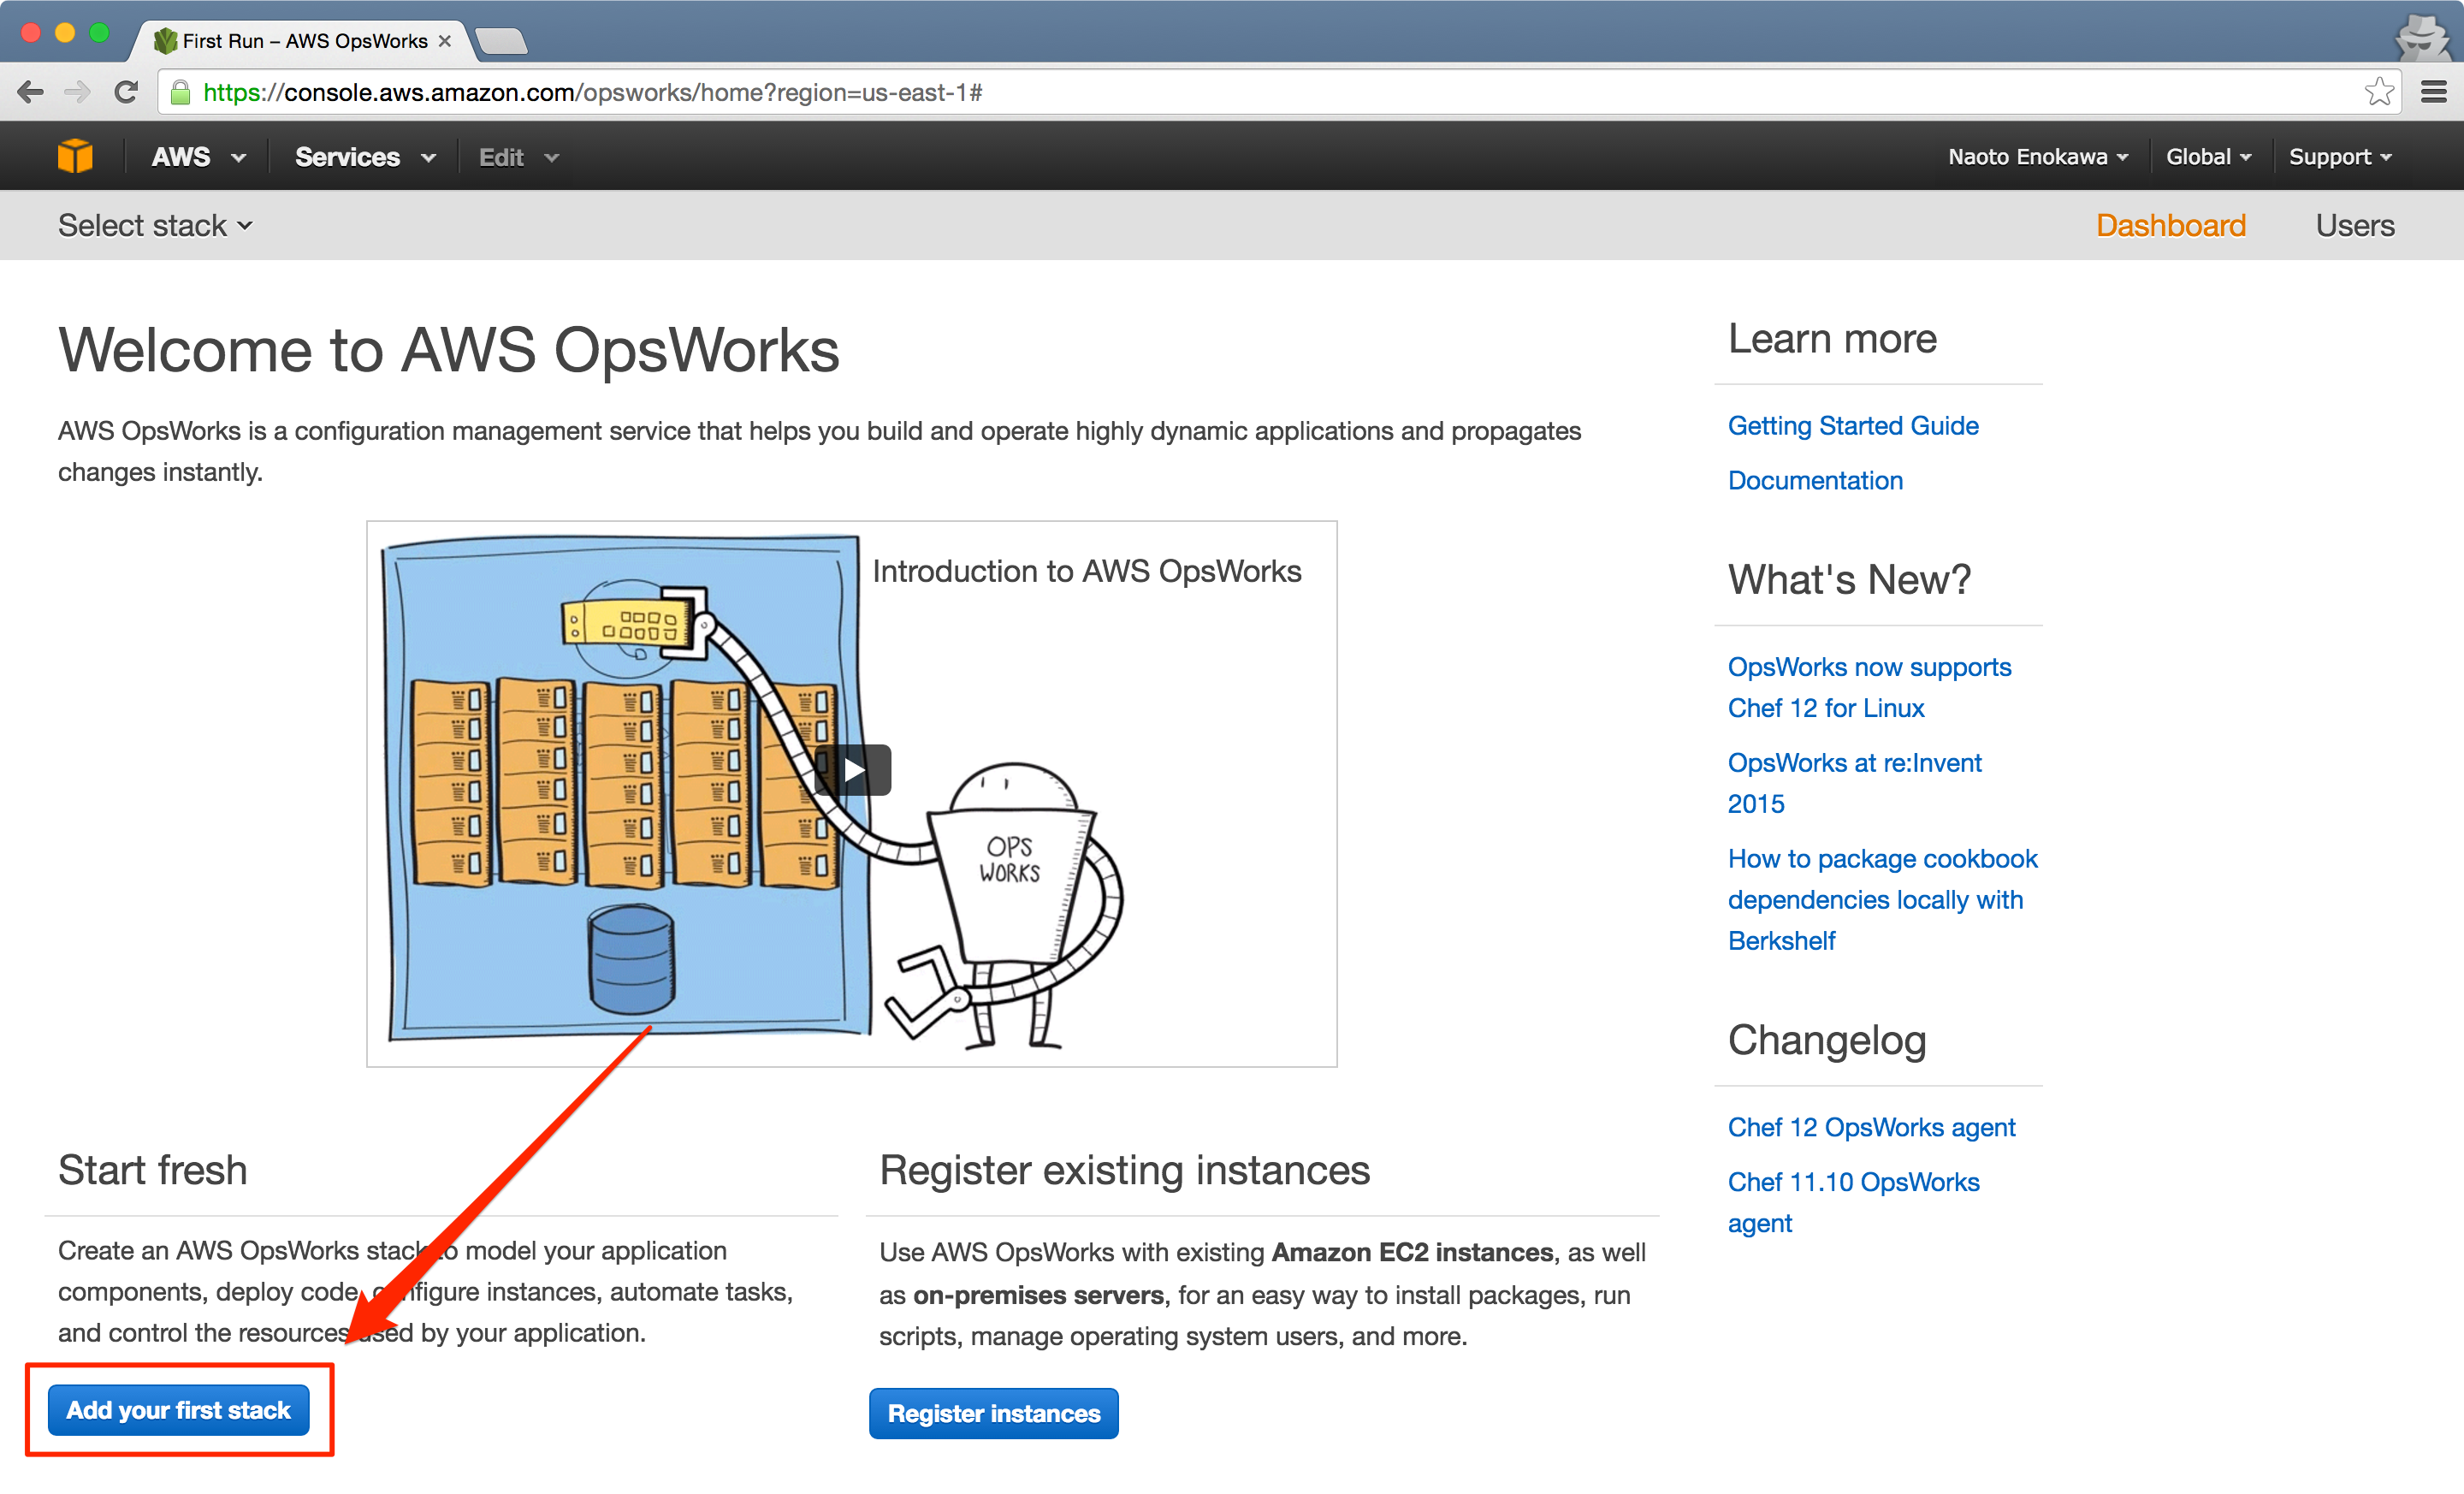 First Run – AWS OpsWorks
https://console.aws.amazon.com/opsworks/home?region=us-east-1#
AWS Services Edit Naoto Enokawa Global Support
Select stack Dashboard Users
Welcome to AWS OpsWorks
AWS OpsWorks is a configuration management service that helps you build and operate highly dynamic applications and propagates
changes instantly.
Introduction to AWS OpsWorks
OPS
WORKS
Start fresh
Create an AWS OpsWorks stack to model your application
components, deploy code, configure instances, automate tasks,
and control the resources used by your application.
Add your first stack
Register existing instances
Use AWS OpsWorks with existing Amazon EC2 instances, as well
as on-premises servers, for an easy way to install packages, run
scripts, manage operating system users, and more.
Register instances
Learn more
Getting Started Guide
Documentation
What's New?
OpsWorks now supports
Chef 12 for Linux
OpsWorks at re:Invent
2015
How to package cookbook
dependencies locally with
Berkshelf
Changelog
Chef 12 OpsWorks agent
Chef 11.10 OpsWorks
agent